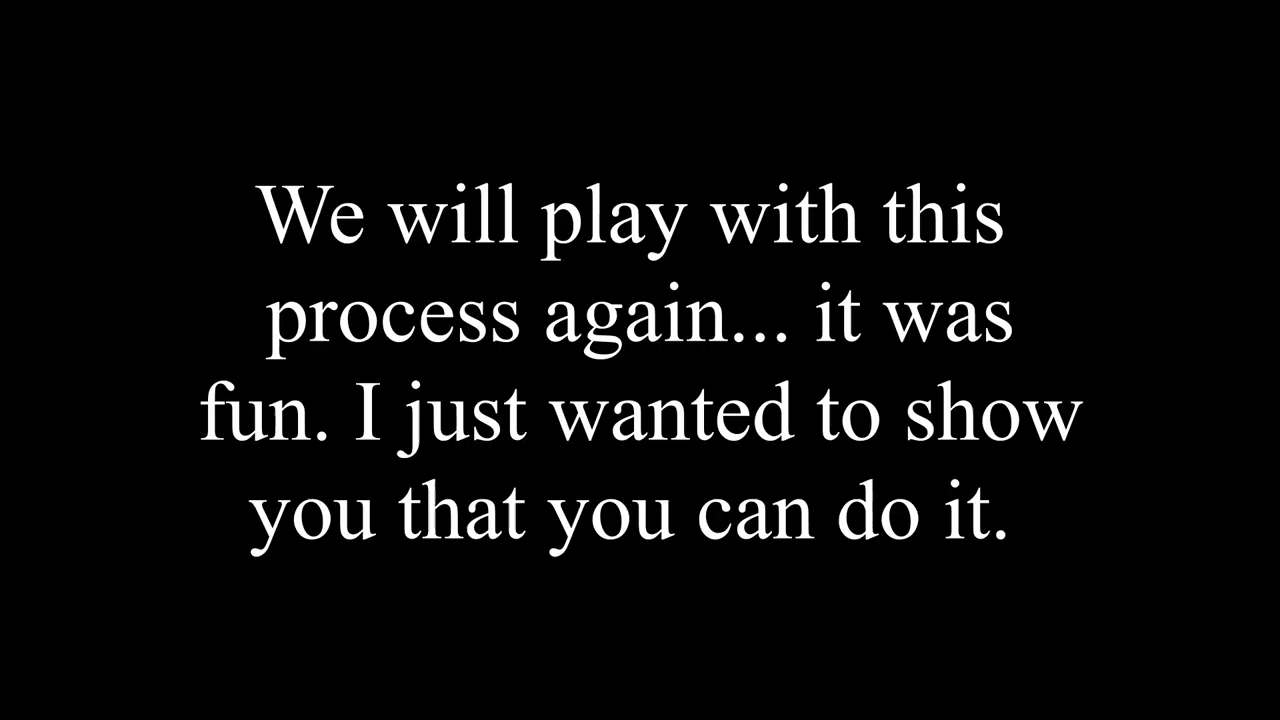 We will play with this
process again... it was
fun. I just wanted to show
you that you can do it.